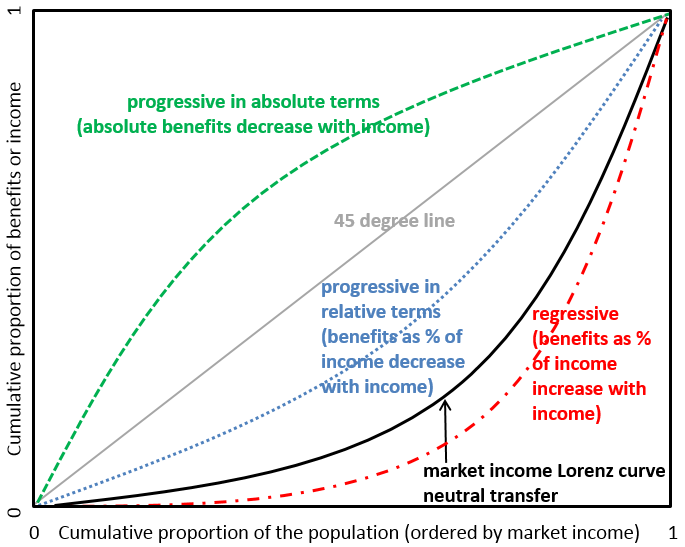 1
progressive in absolute terms
(absolute benefits decrease with income)
45 degree line
progressive in
relative terms
(benefits as % of
income decrease
with income)
regressive
(benefits as %
of income
increase with
income)
market income Lorenz curve
neutral transfer
Cumulative proportion of benefits or income
0
0 Cumulative proportion of the population (ordered by market income) 1